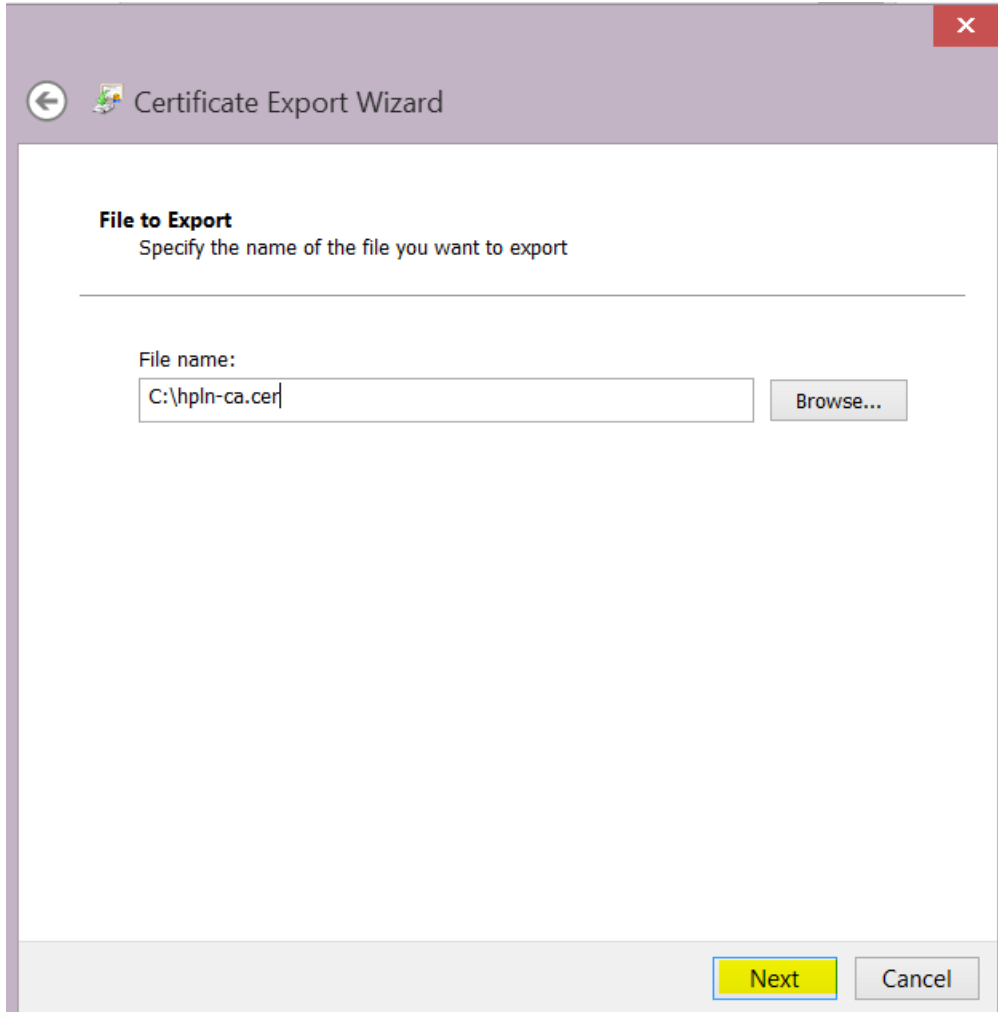 Certificate Export Wizard
File to Export
Specify the name of the file you want to export
File name:
C:\hpln-ca.cer
Browse...
Next
Cancel